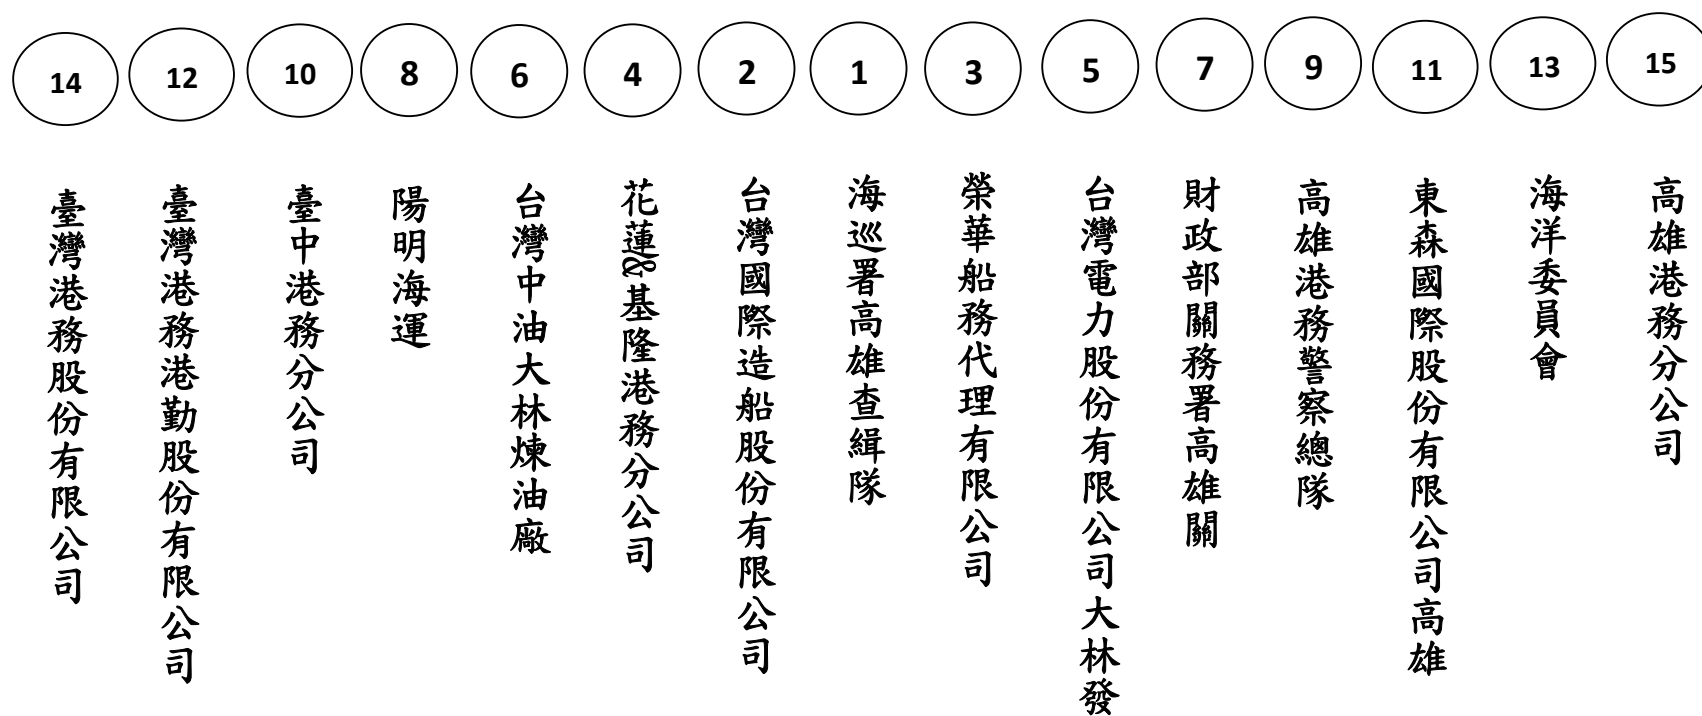 14 12 10 8 6 4 2 1 3 5 7 9 11 13 15
臺灣港務股份有限公司
臺灣港務港勤股份有限公司
臺中港務分公司
陽明海運
台灣中油大林煉油廠
花蓮&基隆港務分公司
台灣國際造船股份有限公司
海巡署高雄查緝隊
榮華船務代理有限公司
台灣電力股份有限公司大林發
財政部關務署高雄關
高雄港務警察總隊
東森國際股份有限公司高雄
海洋委員會
高雄港務分公司